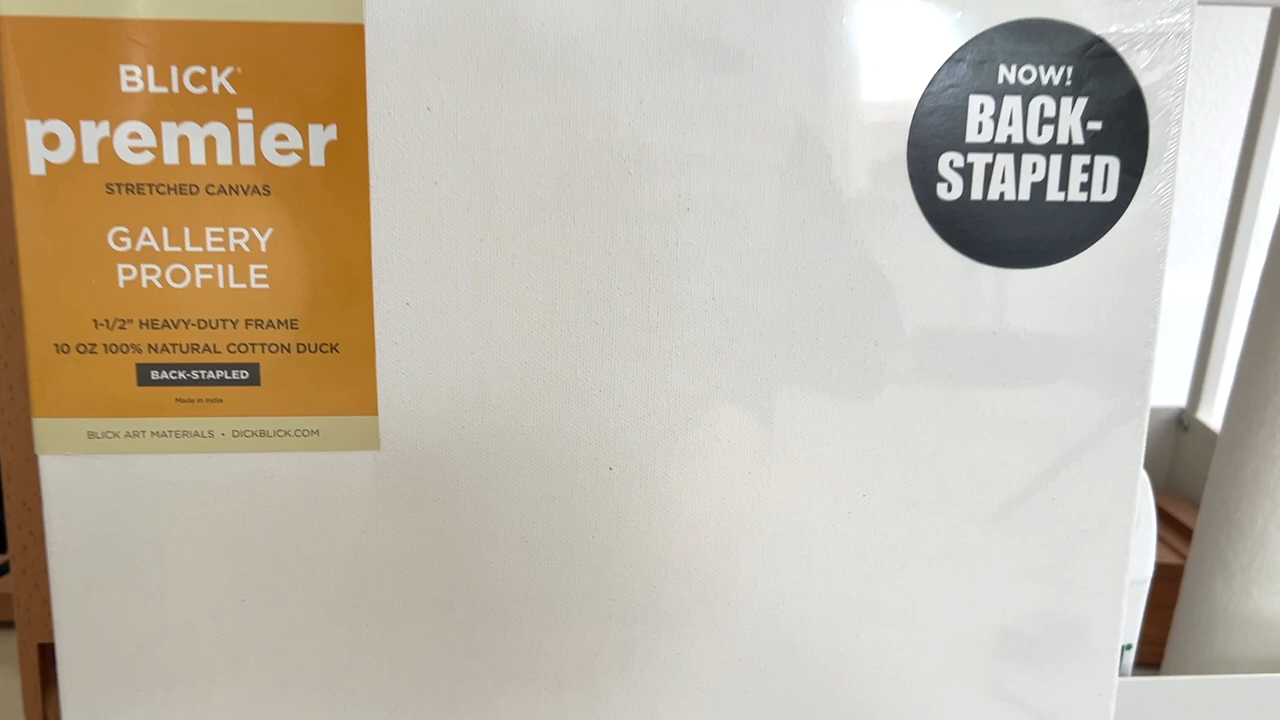 BLICK®
premier
STRETCHED CANVAS
GALLERY
PROFILE
1-1/2" HEAVY-DUTY FRAME
10 OZ 100% NATURAL COTTON DUCK
BACK-STAPLED
Made in India
BLICK ART MATERIALS • DICKBLICK.COM
NOW!
BACK-
STAPLED